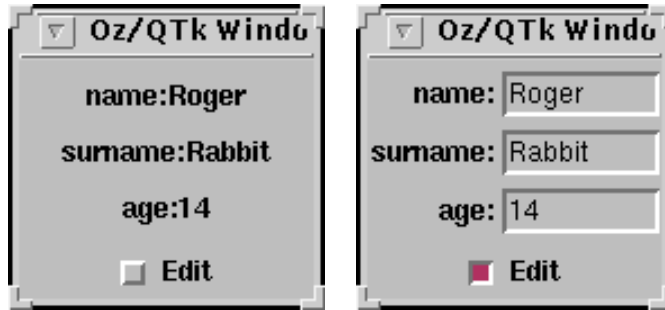 Oz/QTk Windo
name:Roger
surname:Rabbit
age:14
Edit
Oz/QTk Windo
name: Roger
surname: Rabbit
age: 14
Edit